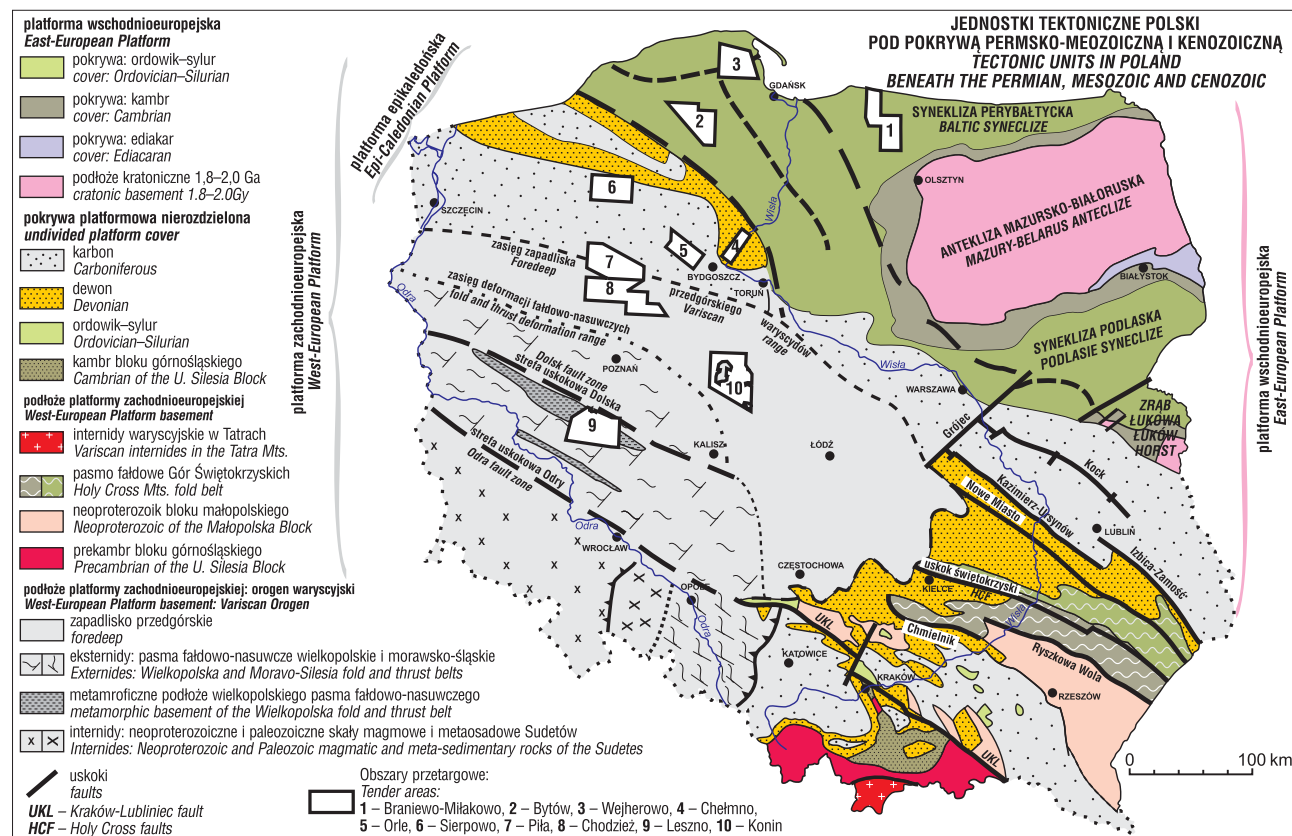 JEDNOSTKI TEKTONICZNE POLSKI
POD POKRYWĄ PERMSKO-MEOZOICZNĄ I KENOZOICZNĄ
TECTONIC UNITS IN POLAND
BENEATH THE PERMIAN, MESOZOIC AND CENOZOIC
platforma wschodnioeuropejska
East-European Platform
pokrywa: ordowik–sylur
cover: Ordovician–Silurian
pokrywa: kambr
cover: Cambrian
pokrywa: ediakar
cover: Ediacaran
podłoże kratoniczne 1,8–2,0 Ga
cratonic basement 1.8–2.0Gy
pokrywa platformowa nierozdzielona
undivided platform cover
karbon
Carboniferous
dewon
Devonian
ordowik–sylur
Ordovician-Silurian
kambr bloku górnośląskiego
Cambrian of the U. Silesia Block
podłoże platformy zachodnioeuropejskiej
West-European Platform basement
internidy waryscyjskie w Tatrach
Variscan internides in the Tatra Mts.
pasmo fałdowe Gór Świętokrzyskich
Holy Cross Mts. fold belt
neoproterozoik bloku małopolskiego
Neoproterozoic of the Małopolska Block
prekambr bloku górnośląskiego
Precambrian of the U. Silesia Block
podłoże platformy zachodnioeuropejskiej: orogen waryscyjski
West-European Platform basement: Variscan Orogen
zapadlisko przedgórskie
foredeep
eksternidy: pasma fałdowo-nasuwcze wielkopolskie i morawsko-śląskie
Externides: Wielkopolska and Moravo-Silesia fold and thrust belts
metamroficzne podłoże wielkopolskiego pasma fałdowo-nasuwczego
metamorphic basement of the Wielkopolska fold and thrust belt
internidy: neoproterozoiczne i paleozoiczne skały magmowe i metaosadowe Sudetów
Internides: Neoproterozoic and Paleozoic magmatic and meta-sedimentary rocks of the Sudetes
uskoki
faults
UKL – Kraków-Lubliniec fault
HCF – Holy Cross faults
Obszary przetargowe:
Tender areas:
1 – Braniewo-Miłakowo, 2 – Bytów, 3 – Wejherowo, 4 – Chełmno,
5 – Orle, 6 – Sierpowo, 7 – Piła, 8 – Chodzież, 9 – Leszno, 10 – Konin
platforma epikaledońska
Epi-Caledonian Platform
platforma zachodnioeuropejska
West-European Platform
platforma wschodnioeuropejska
East-European Platform
3
GDAŃSK
2
1
SYNEKLIZA PERYBAŁTYCKA
BALTIC SYNECLIZE
OLSZTYN
Wisła
ANTEKLIZA MAZURSKO-BIAŁORUSKA
MAZURY-BELARUS ANTECLIZE
BIAŁYSTOK
6
SZCZECIN
zasięg zapadliska
Foredeep
przedgórskiego
Variscan
waryscydów
range
7
5
4
BYDGOSZCZ
8
TORUŃ
Odra
zasięg deformacji fałdowo-nasuwczych
fold and thrust deformation range
SYNEKLIZA PODLASKA
PODLASIE SYNECLIZE
Wisła
POZNAŃ
Dolsk fault zone
strefa uskokowa Dolska
10
WARSZAWA
ZRĄB
ŁUKOWA
ŁUKÓW
HORST
Grójec
9
KALISZ
ŁÓDŹ
strefa uskokowa Odry
Odra fault zone
Kock
Kazimierz-Ursynów
Nowe Miasto
LUBLIN
Izbica-Zamość
Odra
WROCŁAW
CZĘSTOCHOWA
uskok świętokrzyski
HCF
KIELCE
OPOLE
Odra
UKL
Chmielnik
Wisła
Ryszkowa Wola
KATOWICE
KRAKÓW
RZESZÓW
UKL
0
100 km